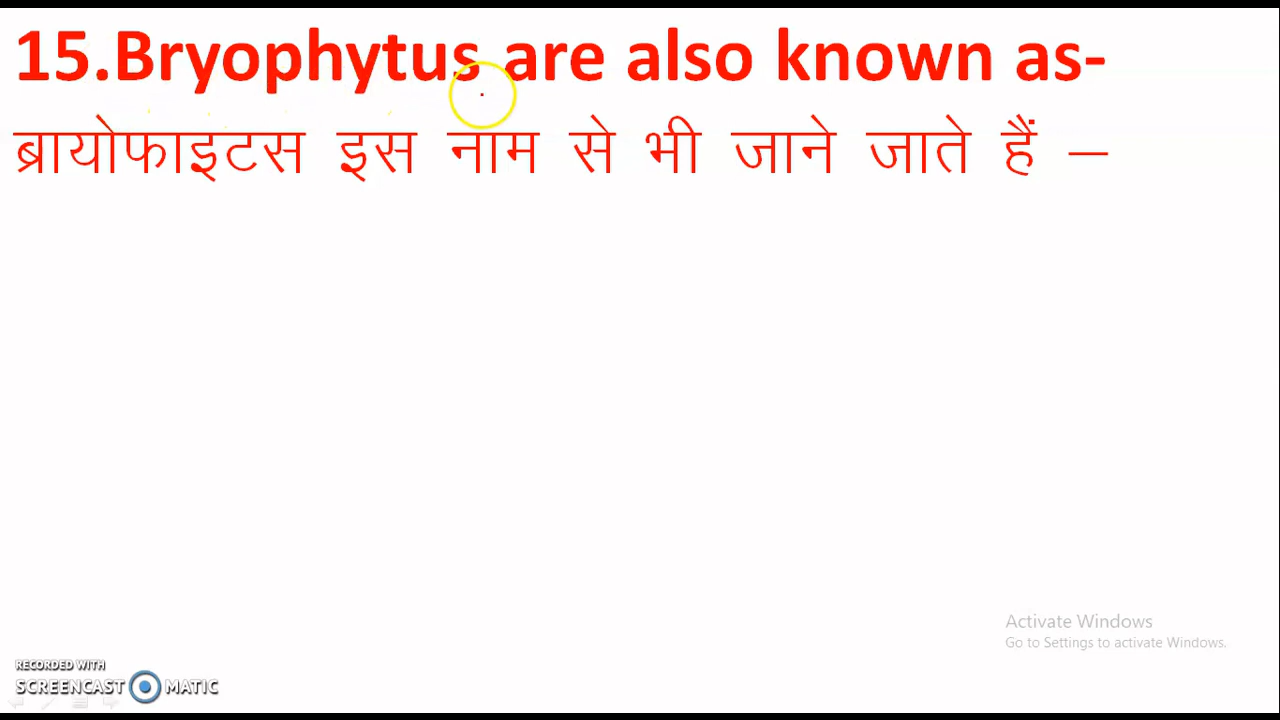 15.Bryophytus are also known as-
ब्रायोफाइटस इस नाम से भी जाने जाते हैं –
Activate Windows
Go to Settings to activate Windows.
RECORDED WITH
SCREENCAST MATIC